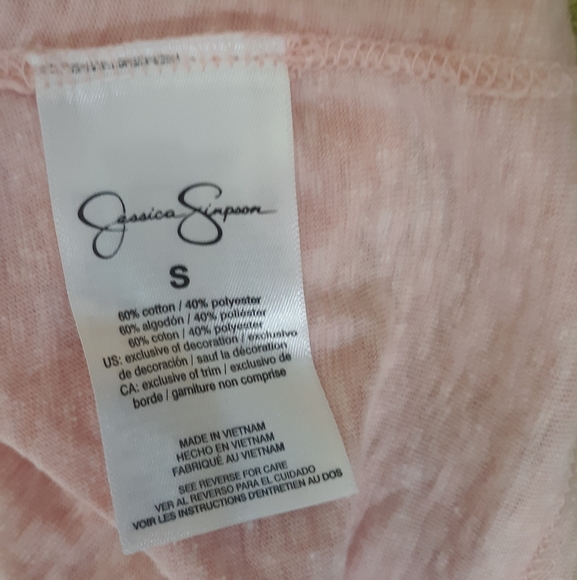 Jessica Simpson
S
60% cotton / 40% polyester
60% algodón / 40% poliéster
60% coton / 40% polyester
US: exclusive of decoration / exclusivo
de decoración / sauf la décoration
CA: exclusive of trim / exclusivo de
borde / garniture non comprise
MADE IN VIETNAM
HECHO EN VIETNAM
FABRIQUÉ AU VIETNAM
SEE REVERSE FOR CARE
VER AL REVERSO PARA EL CUIDADO
VOIR LES INSTRUCTIONS D'ENTRETIEN AU DOS